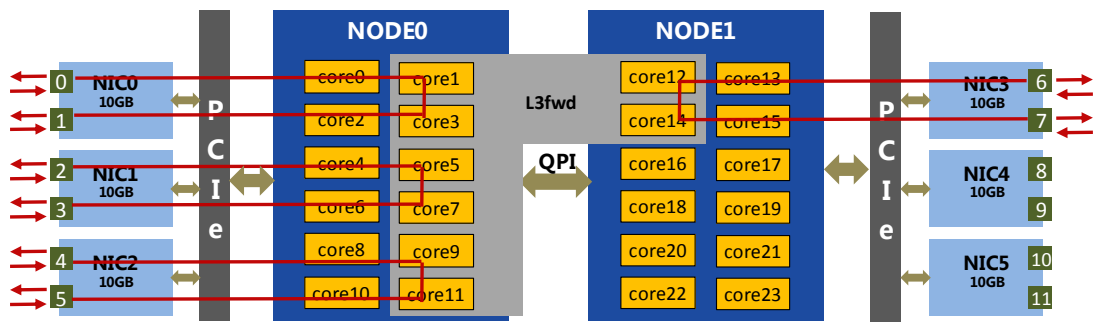 NODE0
NODE1
0
NIC0
10GB
1
2
NIC1
10GB
3
4
NIC2
10GB
5
P
C
I
e
core0
core1
core2
core3
core4
core5
core6
core7
core8
core9
core10
core11
L3fwd
QPI
core12
core13
core14
core15
core16
core17
core18
core19
core20
core21
core22
core23
P
C
I
e
NIC3
10GB
6
7
NIC4
10GB
8
9
NIC5
10GB
10
11